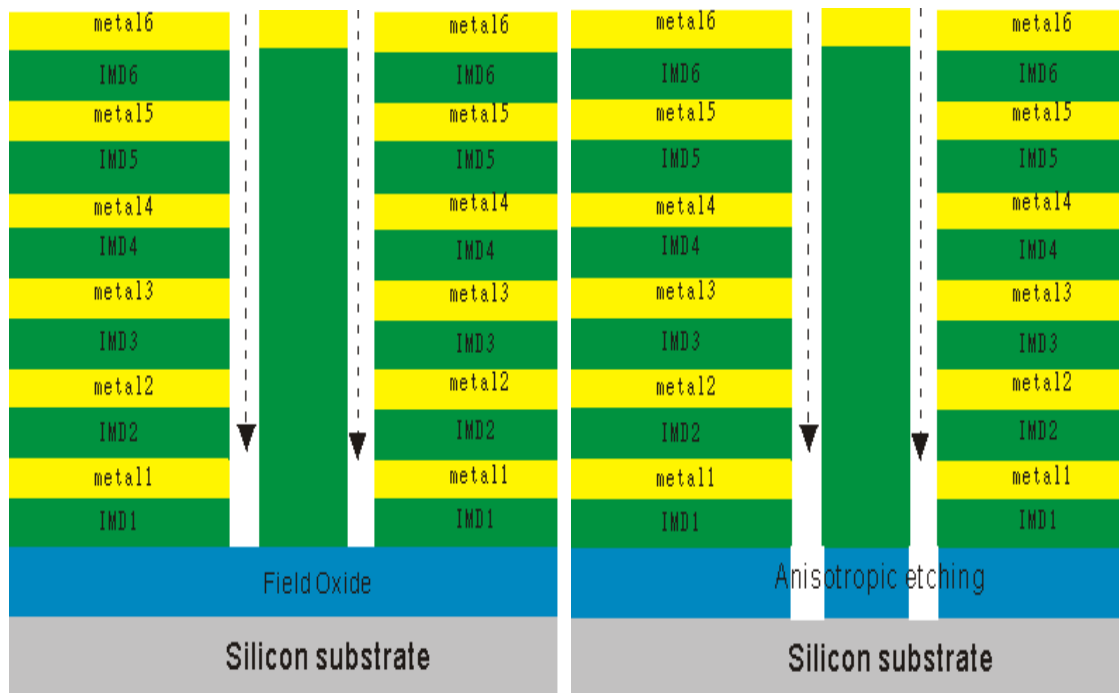 metal6
IMD6
metal5
IMD5
metal4
IMD4
metal3
IMD3
metal2
IMD2
metal1
IMD1
metal6
IMD6
metal5
IMD5
metal4
IMD4
metal3
IMD3
metal2
IMD2
metal1
IMD1
Field Oxide
Silicon substrate
metal6
IMD6
metal5
IMD5
metal4
IMD4
metal3
IMD3
metal2
IMD2
metal1
IMD1
metal6
IMD6
metal5
IMD5
metal4
IMD4
metal3
IMD3
metal2
IMD2
metal1
IMD1
Anisotropic etching
Silicon substrate